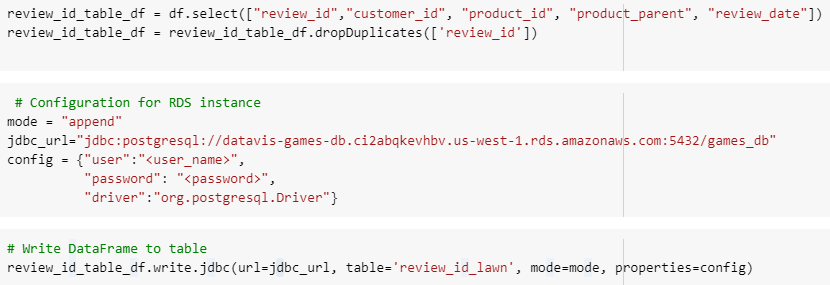 review_id_table_df = df.select(["review_id","customer_id", "product_id", "product_parent", "review_date"])
review_id_table_df = review_id_table_df.dropDuplicates(['review_id'])
# Configuration for RDS instance
mode = "append"
jdbc_url="jdbc:postgresql://datavis-games-db.ci2abqkevhbv.us-west-1.rds.amazonaws.com:5432/games_db"
config = {"user":"<user_name>",
"password": "<password>",
"driver":"org.postgresql.Driver"}
# Write DataFrame to table
review_id_table_df.write.jdbc(url=jdbc_url, table='review_id_lawn', mode=mode, properties=config)